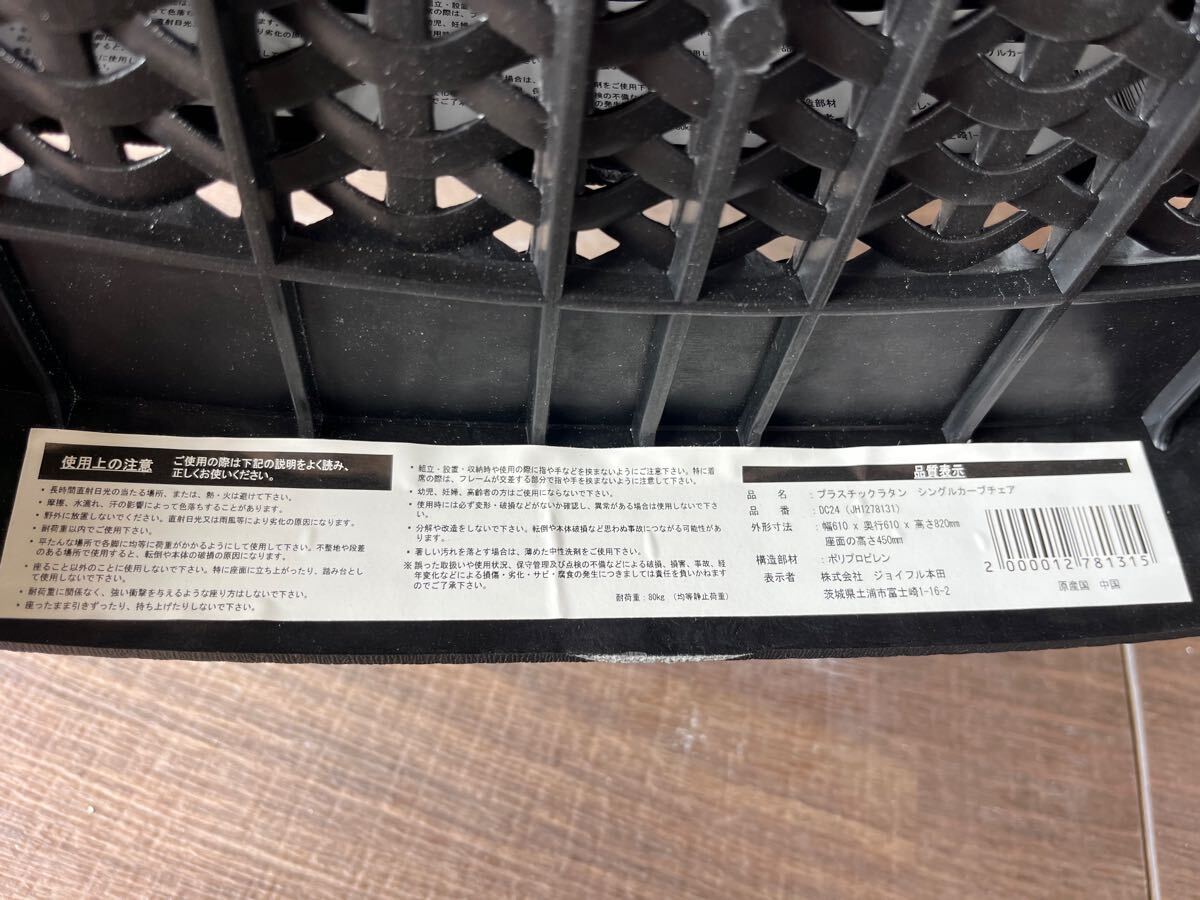 使用上の注意
ご使用の際は下記の説明をよく読み、
正しくお使いください。
・長時間直射日光の当たる場所、または、熱・火は避けて下さい。
・摩擦、水濡れ、汗の影響によって色落ちすることがあります。
・野外に放置しないでください。直射日光又は雨風等により劣化の原因になります。
・耐荷重以内でご使用下さい。
・平たんな場所で各脚に均等に荷重がかかるようにして使用して下さい。不整地や段差
のある場所で使用すると、転倒や本体の破損の原因になります。
・座ること以外のことに使用しないで下さい。特に座面に立ち上がったり、踏み台とし
て使用しないで下さい。
・耐荷重に関係なく、強い衝撃を与えるような座り方はしないで下さい。
・座ったまま引きずったり、持ち上げたりしないで下さい。
・組立・設置・収納時や使用の際に指や手などを挟まないようにご注意下さい。特に着
席の際は、フレームが交差する部分で指や手を挟まないように注意して下さい。
・幼児、妊婦、高齢者の方はご使用にならないで下さい。
・使用時には必ず変形・破損などがないか確認し、異常がある場合は使用しないで下さ
い。
・分解や改造をしないで下さい。転倒や本体破損など思わぬ事故につながる可能性があ
ります。
・著しい汚れを落とす場合は、薄めた中性洗剤をご使用下さい。
※誤った取扱いや使用状況、保守管理及び点検の不備などによる破損、損害、事故、経
年変化などによる損傷・劣化・サビ・腐食の発生につきましては責任を負いかねますの
でご了承下さい。
耐荷重：80kg （均等静止荷重）
品質表示
品　名：プラスチックラタン　シングルカーブチェア
品　番：DC24 (JH1278131)
外形寸法：幅610 x 奥行610 x 高さ820mm
座面の高さ450mm
構造部材：ポリプロピレン
表示者：株式会社　ジョイフル本田
茨城県土浦市富士崎1-16-2
2 000012 781315
原産国　中国